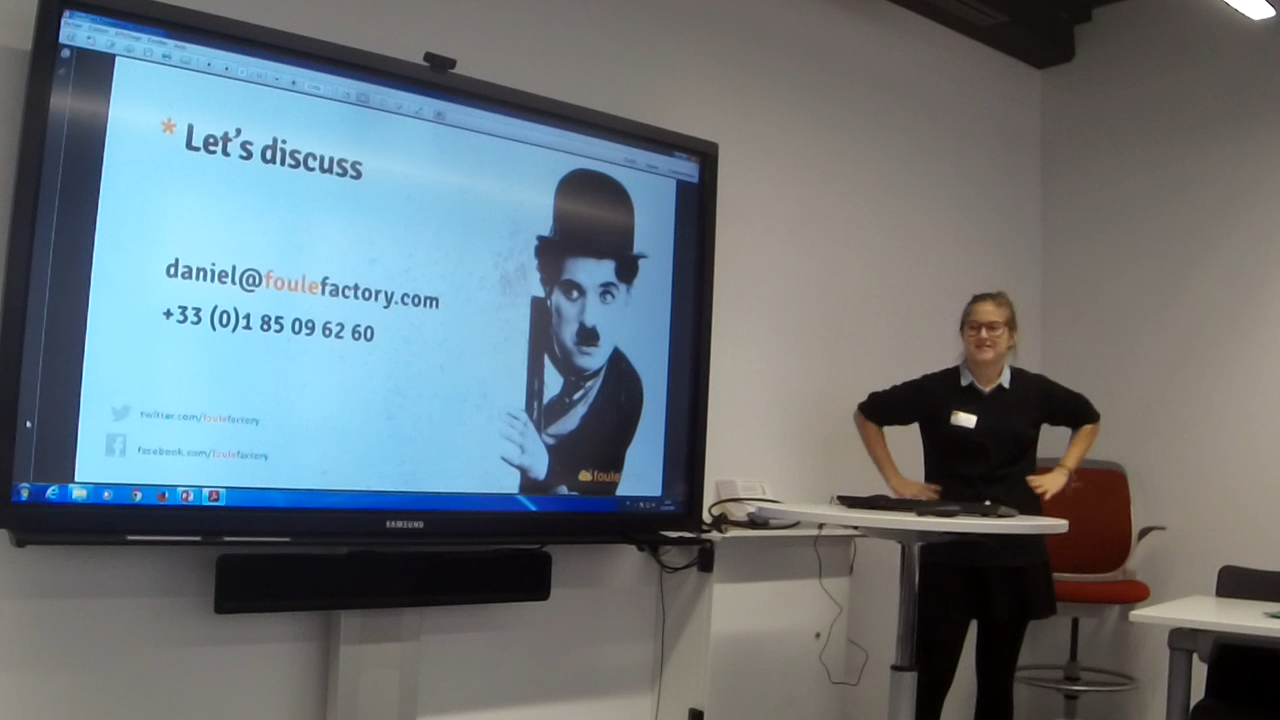 * Let's discuss
daniel@foulefactory.com
+33 (0)1 85 09 62 60
twitter.com/foulefactory
facebook.com/foulefactory
foule
SAMSUNG